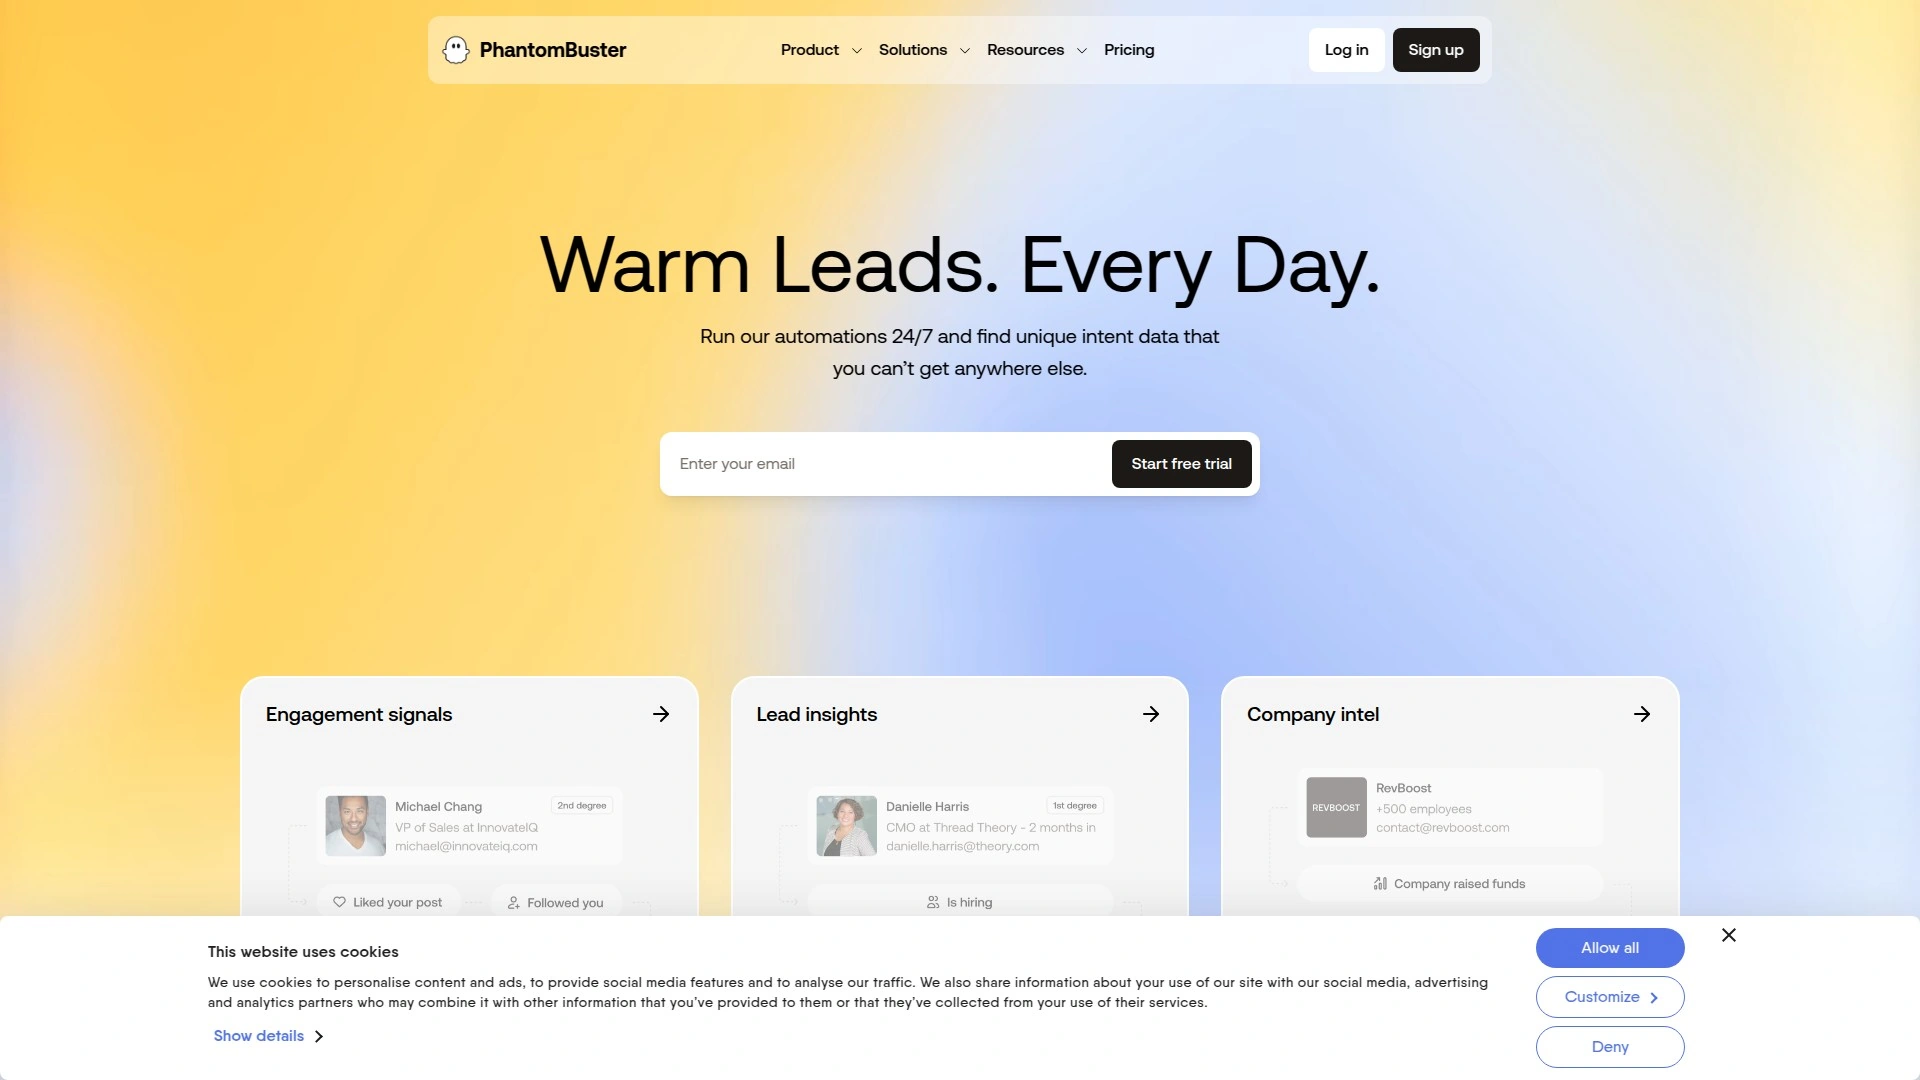 PhantomBuster
Product
Solutions
Resources
Pricing
Log in
Sign up
Warm Leads. Every Day.
Run our automations 24/7 and find unique intent data that
you can’t get anywhere else.
Enter your email
Start free trial
Engagement signals
Michael Chang
2nd degree
VP of Sales at InnovateIQ
michael@innovateiq.com
Liked your post
Followed you
Lead insights
Danielle Harris
1st degree
CMO at Thread Theory - 2 months in
danielle.harris@theory.com
Is hiring
Company intel
REVBOOST
RevBoost
+500 employees
contact@revboost.com
Company raised funds
This website uses cookies
We use cookies to personalise content and ads, to provide social media features and to analyse our traffic. We also share information about your use of our site with our social media, advertising
and analytics partners who may combine it with other information that you’ve provided to them or that they’ve collected from your use of their services.
Show details
Allow all
Customize
Deny